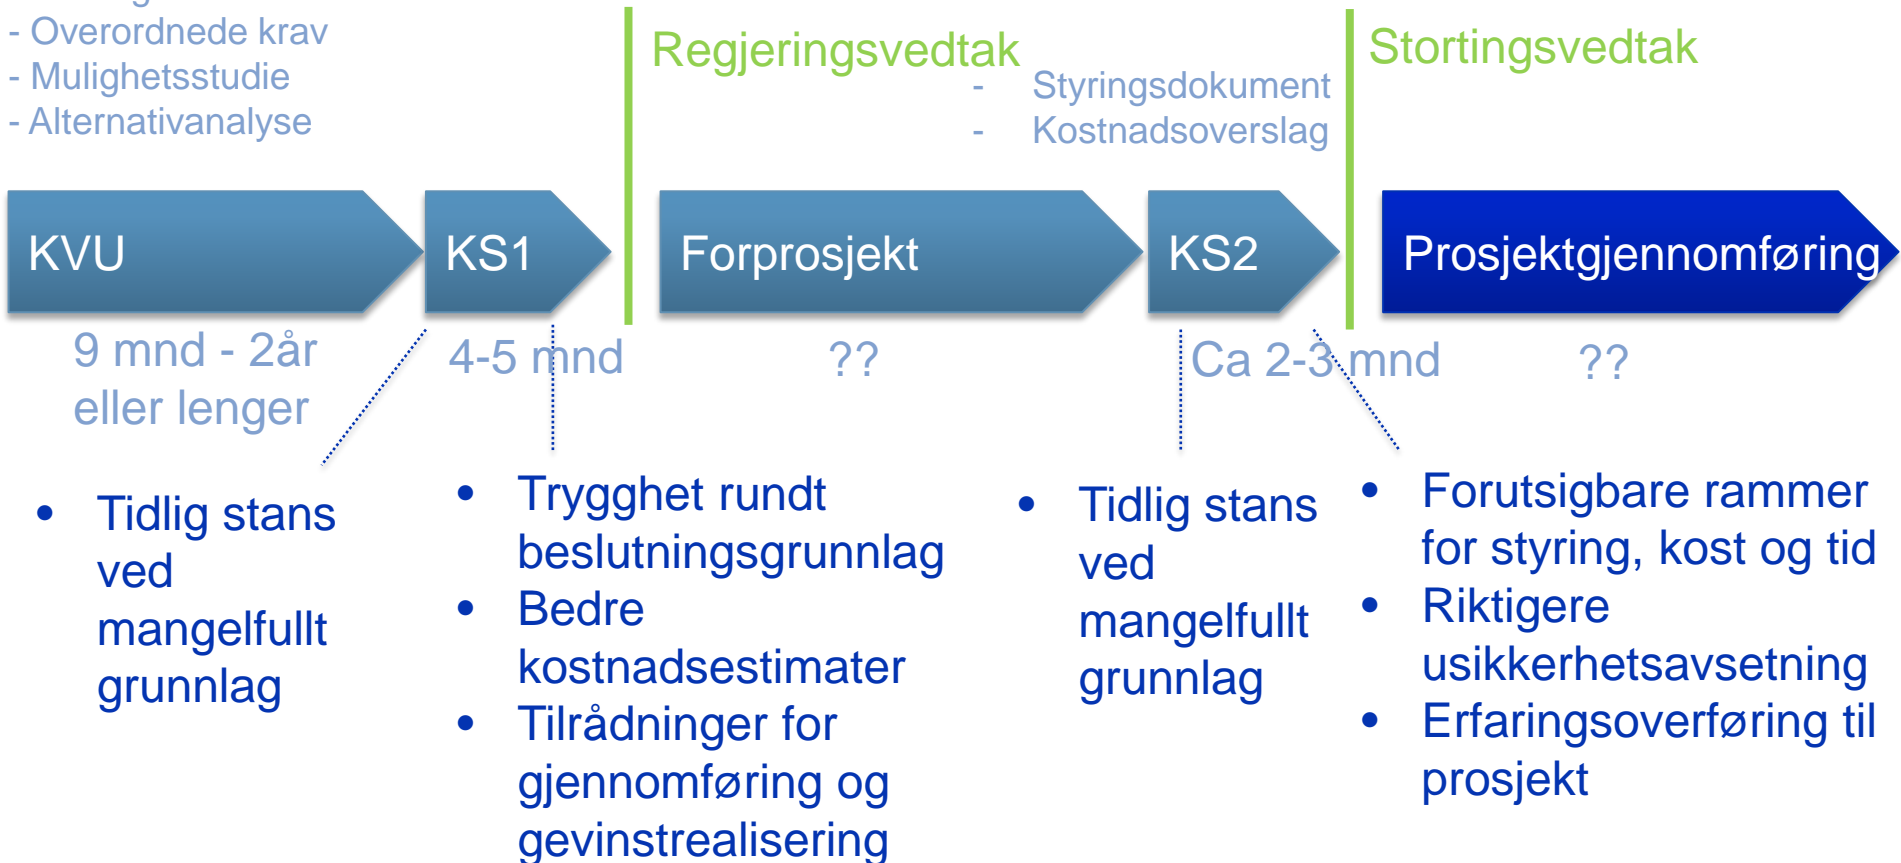 - Overordnede krav
- Mulighetsstudie
- Alternativanalyse
Regjeringsvedtak
- Styringsdokument
- Kostnadsoverslag
Stortingsvedtak
KVU
KS1
Forprosjekt
KS2
Prosjektgjennomføring
9 mnd - 2år
eller lenger
4-5 mnd
??
Ca 2-3 mnd
??
• Tidlig stans
ved
mangelfullt
grunnlag
• Trygghet rundt
beslutningsgrunnlag
• Bedre
kostnadsestimater
• Tilrådninger for
gjennomføring og
gevinstrealisering
• Tidlig stans
ved
mangelfullt
grunnlag
• Forutsigbare rammer
for styring, kost og tid
• Riktigere
usikkerhetsavsetning
• Erfaringsoverføring til
prosjekt